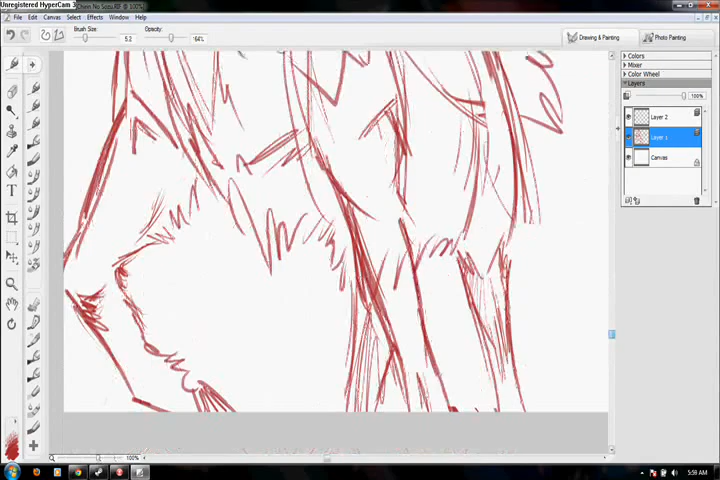 Unregistered HyperCam 3
Chein No Sozu.RIF @ 100%
File Edit Canvas Select Effects Window Help
Brush Size: Opacity:
5.2 64%
Drawing & Painting Photo Painting
Colors
Mixer
Color Wheel
Layers
100%
Layer 2
Layer 1
Canvas
T
100%
5:59 AM